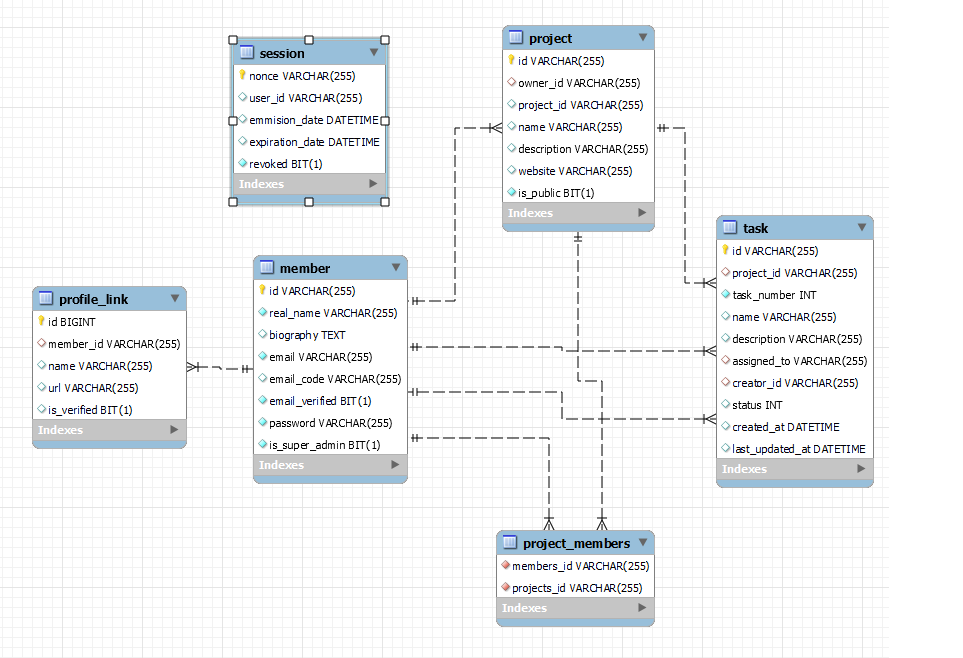 session
nonce VARCHAR(255)
user_id VARCHAR(255)
emmision_date DATETIME
expiration_date DATETIME
revoked BIT(1)
Indexes
project
id VARCHAR(255)
owner_id VARCHAR(255)
project_id VARCHAR(255)
name VARCHAR(255)
description VARCHAR(255)
website VARCHAR(255)
is_public BIT(1)
Indexes
task
id VARCHAR(255)
project_id VARCHAR(255)
task_number INT
name VARCHAR(255)
description VARCHAR(255)
assigned_to VARCHAR(255)
creator_id VARCHAR(255)
status INT
created_at DATETIME
last_updated_at DATETIME
Indexes
member
id VARCHAR(255)
real_name VARCHAR(255)
biography TEXT
email VARCHAR(255)
email_code VARCHAR(255)
email_verified BIT(1)
password VARCHAR(255)
is_super_admin BIT(1)
Indexes
profile_link
id BIGINT
member_id VARCHAR(255)
name VARCHAR(255)
url VARCHAR(255)
is_verified BIT(1)
Indexes
project_members
members_id VARCHAR(255)
projects_id VARCHAR(255)
Indexes